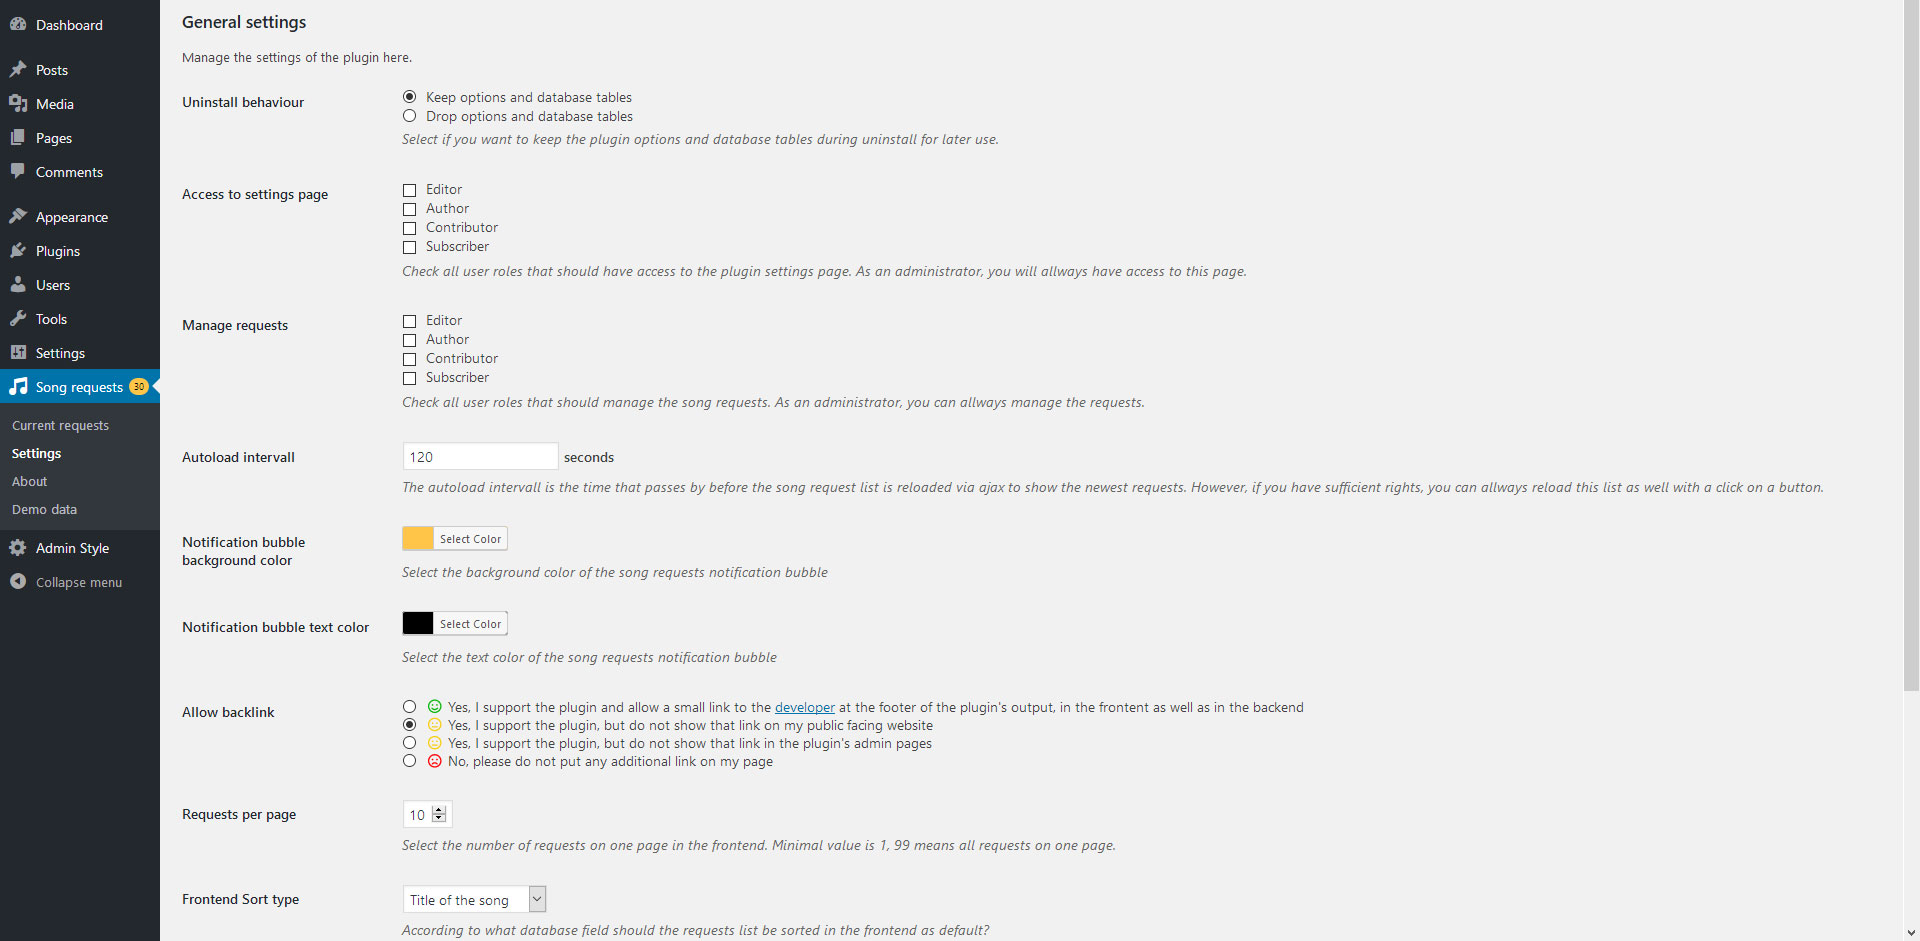 Dashboard
Posts
Media
Pages
Comments
Appearance
Plugins
Users
Tools
Settings
Song requests 30
Current requests
Settings
About
Demo data
Admin Style
Collapse menu
General settings
Manage the settings of the plugin here.
Uninstall behaviour
Keep options and database tables
Drop options and database tables
Select if you want to keep the plugin options and database tables during uninstall for later use.
Access to settings page
Editor
Author
Contributor
Subscriber
Check all user roles that should have access to the plugin settings page. As an administrator, you will allways have access to this page.
Manage requests
Editor
Author
Contributor
Subscriber
Check all user roles that should manage the song requests. As an administrator, you can allways manage the requests.
Autoload intervall
120 seconds
The autoload intervall is the time that passes by before the song request list is reloaded via ajax to show the newest requests. However, if you have sufficient rights, you can allways reload this list as well with a click on a button.
Notification bubble
background color
Select Color
Select the background color of the song requests notification bubble
Notification bubble text color
Select Color
Select the text color of the song requests notification bubble
Allow backlink
Yes, I support the plugin and allow a small link to the developer at the footer of the plugin's output, in the frontent as well as in the backend
Yes, I support the plugin, but do not show that link on my public facing website
Yes, I support the plugin, but do not show that link in the plugin's admin pages
No, please do not put any additional link on my page
Requests per page
10
Select the number of requests on one page in the frontend. Minimal value is 1, 99 means all requests on one page.
Frontend Sort type
Title of the song
According to what database field should the requests list be sorted in the frontend as default?